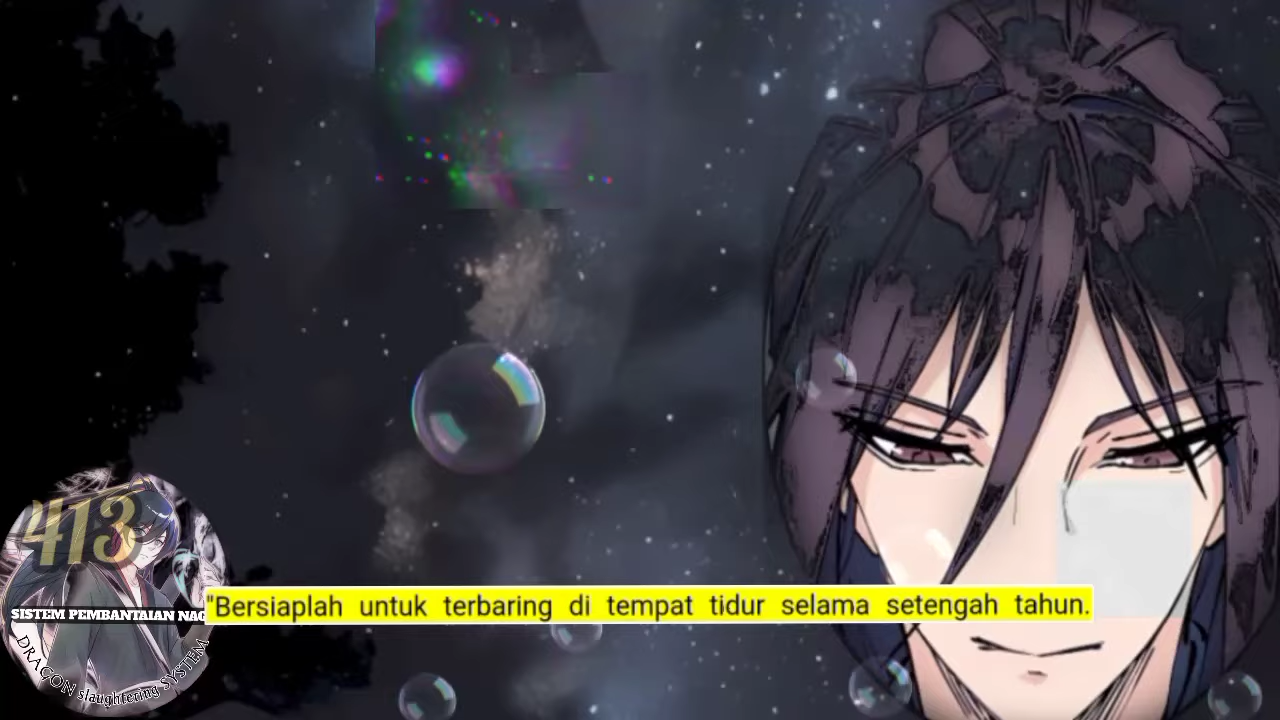 413
SISTEM PEMBANTAIAN NAG
"Bersiaplah untuk terbaring di tempat tidur selama setengah tahun.
DRAGON slaughtering SYSTEM